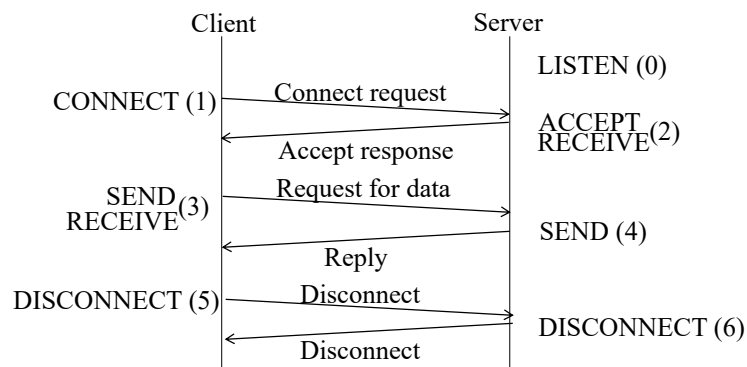 Client
Server
LISTEN (0)
CONNECT (1)
Connect request
ACCEPT
RECEIVE (2)
Accept response
SEND
RECEIVE (3)
Request for data
SEND (4)
Reply
DISCONNECT (5)
Disconnect
DISCONNECT (6)
Disconnect